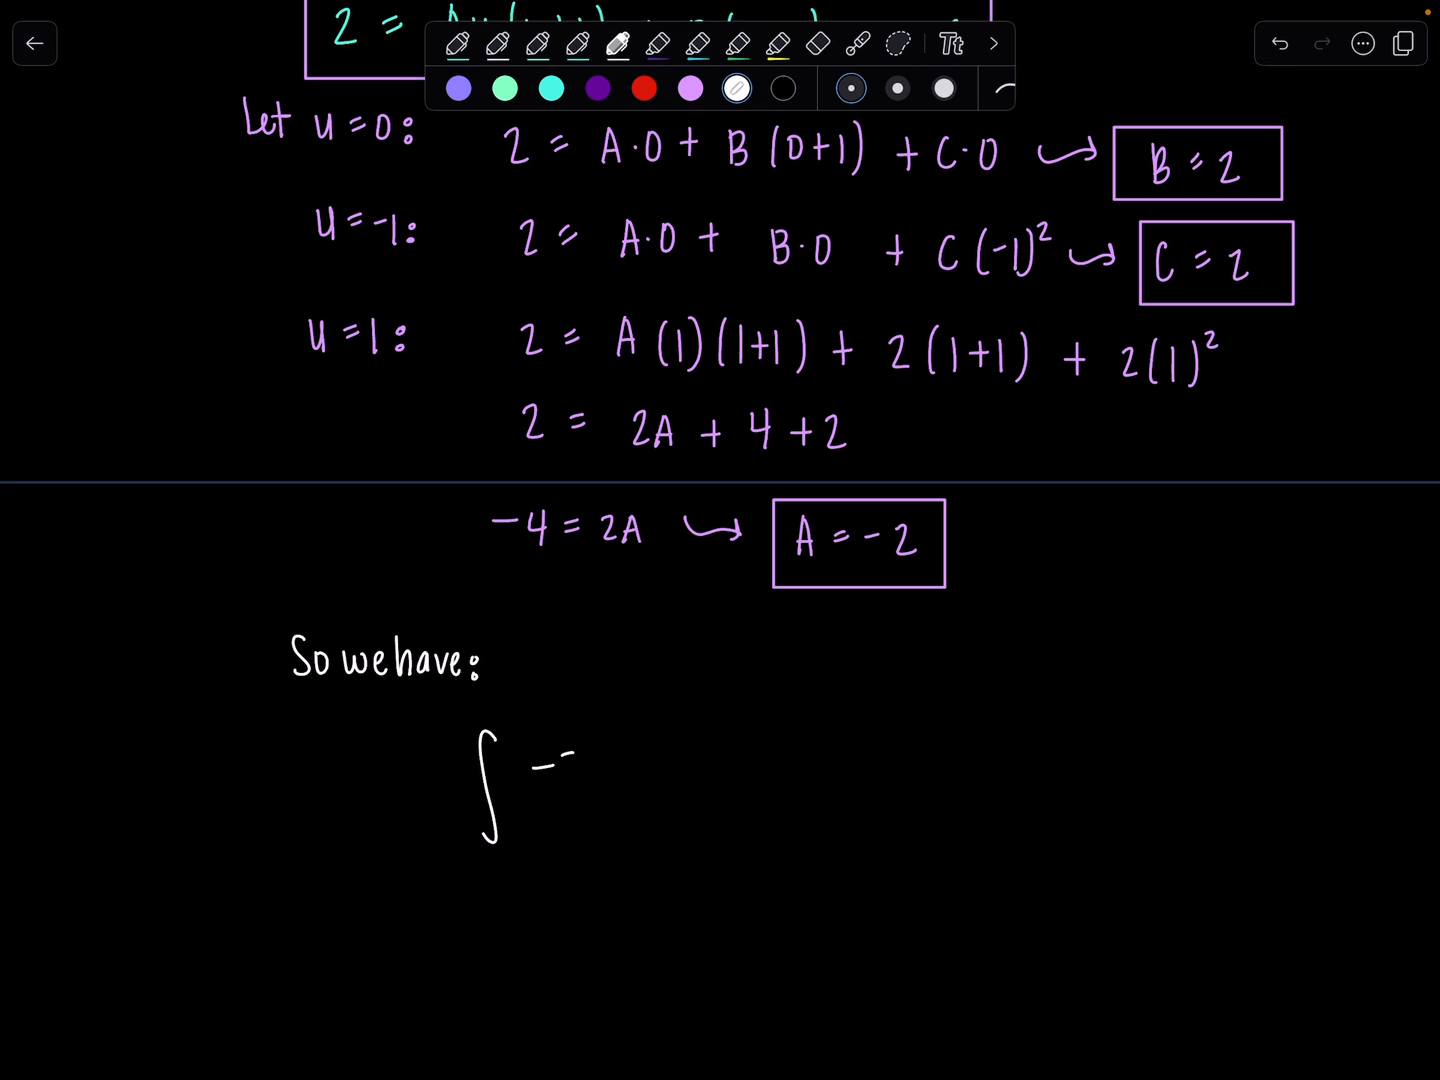 2 =
Tt
Let u = 0: 2 = A·0 + B(0+1) + C·0 B = 2
u = -1: 2 = A·0 + B·0 + C(-1)² C = 2
u = 1: 2 = A(1)(1+1) + 2(1+1) + 2(1)²
2 = 2A + 4 + 2
-4 = 2A A = -2
So we have:
∫ -